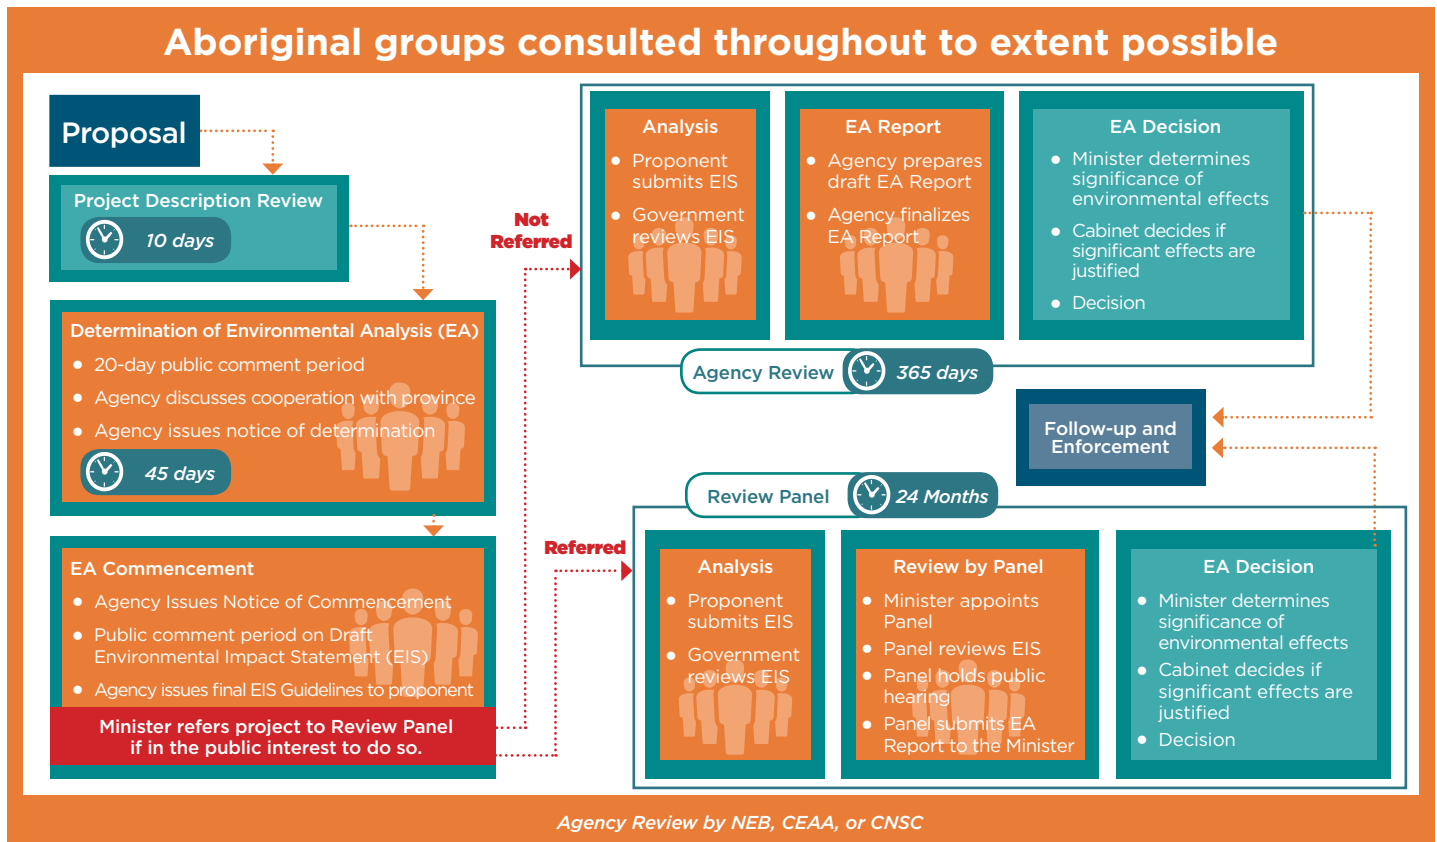 Aboriginal groups consulted throughout to extent possible
Proposal
Project Description Review
10 days
Determination of Environmental Analysis (EA)
• 20-day public comment period
• Agency discusses cooperation with province
• Agency issues notice of determination
45 days
EA Commencement
• Agency Issues Notice of Commencement
• Public comment period on Draft
Environmental Impact Statement (EIS)
• Agency issues final EIS Guidelines to proponent
Minister refers project to Review Panel
if in the public interest to do so.
Not
Referred
Analysis
• Proponent
submits EIS
• Government
reviews EIS
EA Report
• Agency prepares
draft EA Report
• Agency finalizes
EA Report
EA Decision
• Minister determines
significance of
environmental effects
• Cabinet decides if
significant effects are
justified
• Decision
Agency Review
365 days
Follow-up and
Enforcement
Referred
Review Panel
24 Months
Analysis
• Proponent
submits EIS
• Government
reviews EIS
Review by Panel
• Minister appoints
Panel
• Panel reviews EIS
• Panel holds public
hearing
• Panel submits EA
Report to the Minister
EA Decision
• Minister determines
significance of
environmental effects
• Cabinet decides if
significant effects are
justified
• Decision
Agency Review by NEB, CEAA, or CNSC